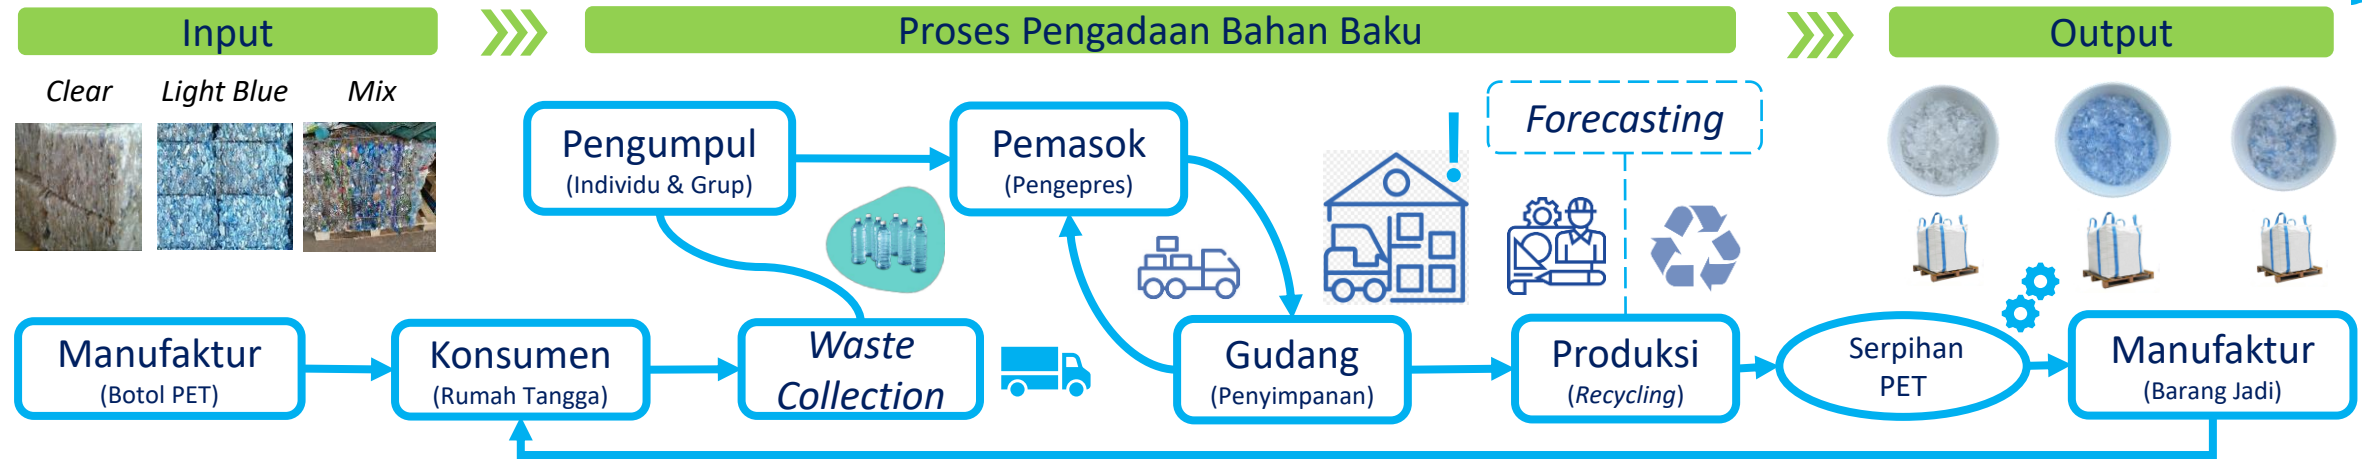 Input
Proses Pengadaan Bahan Baku
Output
Clear
Light Blue
Mix
Pengumpul
(Individu & Grup)
Pemasok
(Pengepres)
!
Forecasting
Manufaktur
(Botol PET)
Konsumen
(Rumah Tangga)
Waste
Collection
Gudang
(Penyimpanan)
Produksi
(Recycling)
Serpihan
PET
Manufaktur
(Barang Jadi)